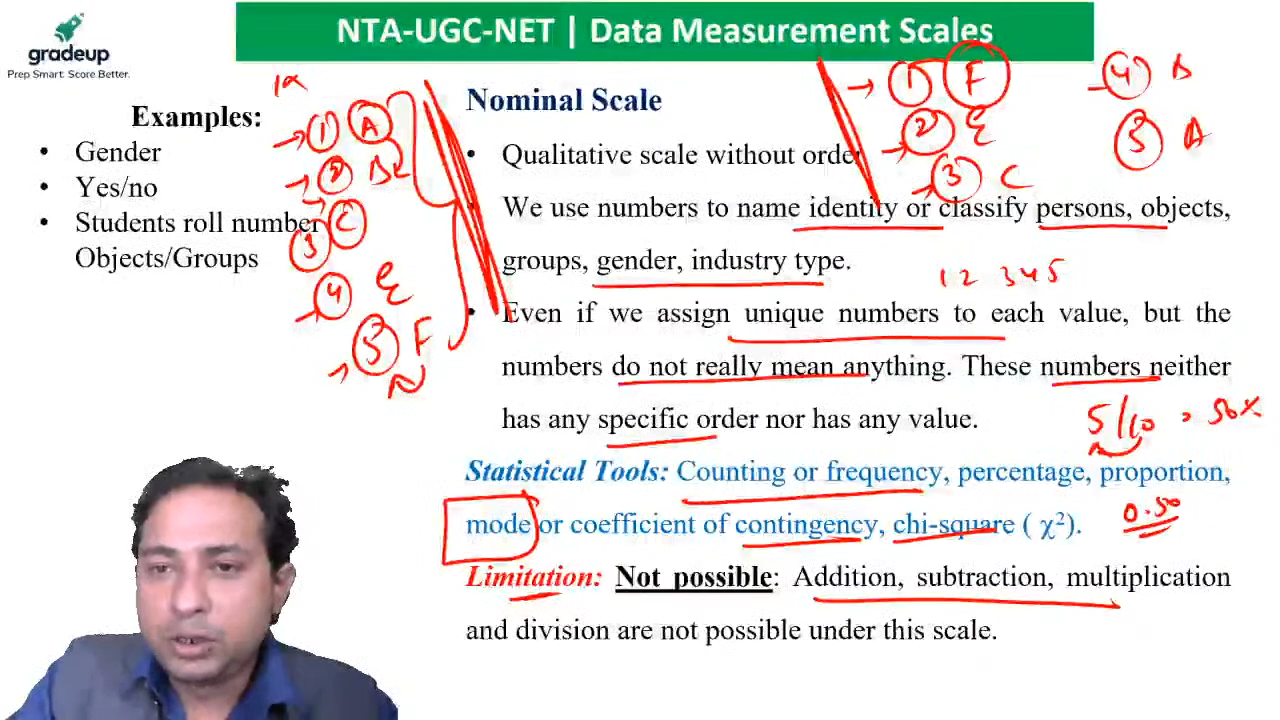 NTA-UGC-NET | Data Measurement Scales
gradeup
Prep Smart. Score Better.
Examples:
• Gender
• Yes/no
• Students roll number
Objects/Groups
1 A
2 B
3 C
4 E
5 F
Nominal Scale
• Qualitative scale without order
• We use numbers to name identity or classify persons, objects,
groups, gender, industry type.
• Even if we assign unique numbers to each value, but the
numbers do not really mean anything. These numbers neither
has any specific order nor has any value.
Statistical Tools: Counting or frequency, percentage, proportion,
mode or coefficient of contingency, chi-square ( χ²).
Limitation: Not possible: Addition, subtraction, multiplication
and division are not possible under this scale.
1 F
2 E
3 C
4 B
5 A
1 2 3 4 5
5/10
50%
0.50